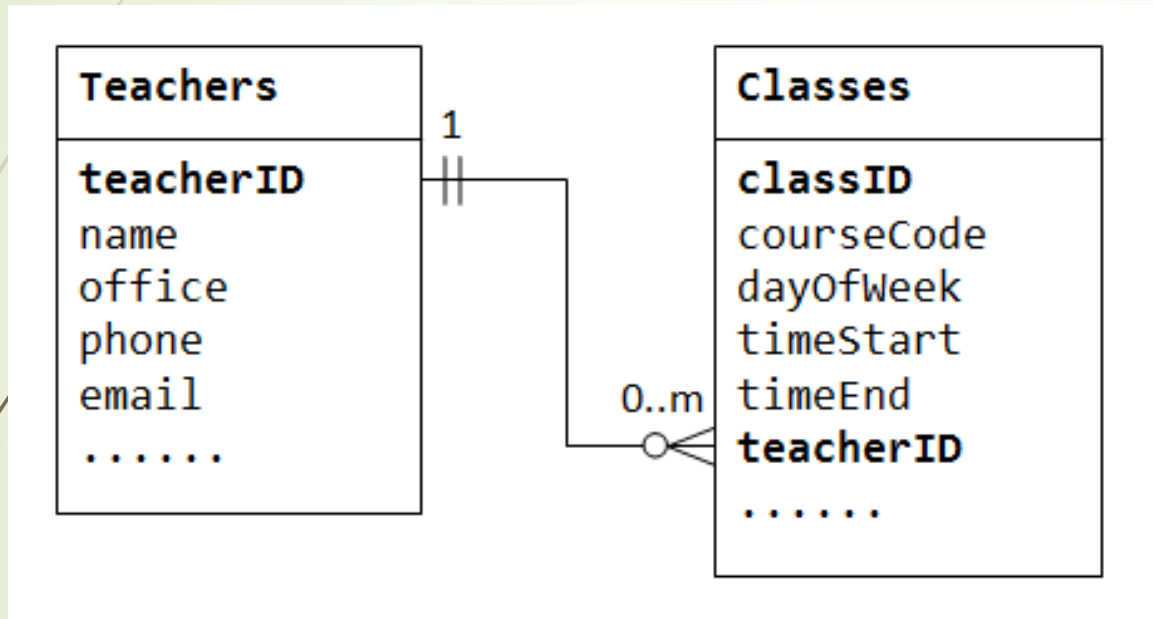 Teachers
teacherID
name
office
phone
email
......
1
0..m
Classes
classID
courseCode
dayOfWeek
timeStart
timeEnd
teacherID
......